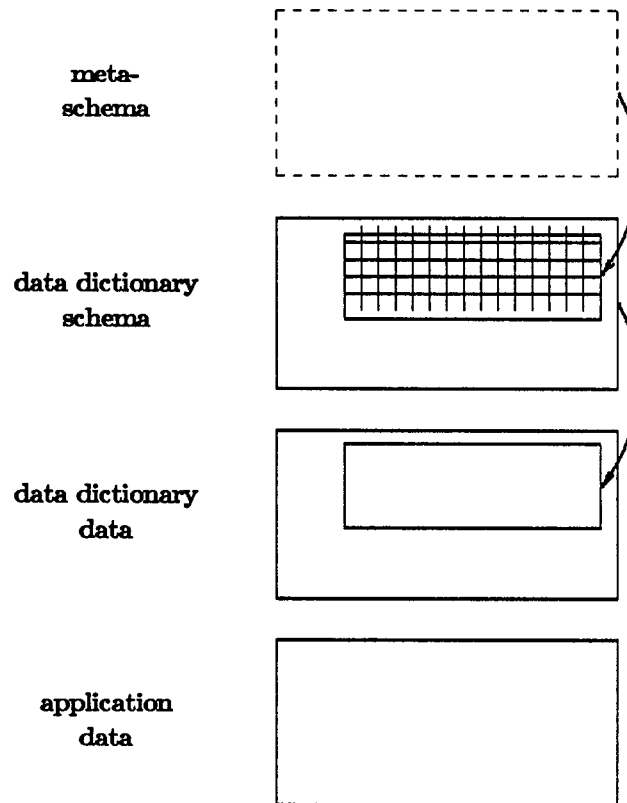 meta-
schema
data dictionary
schema
data dictionary
data
application
data